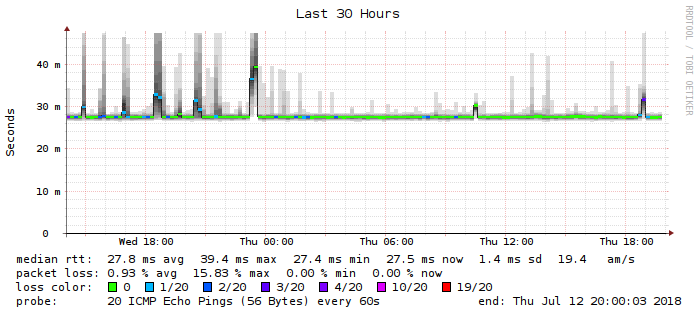 Last 30 Hours
RRDTOOL / TOBI OETIKER
Seconds
40 m
30 m
20 m
10 m
0
Wed 18:00 Thu 00:00 Thu 06:00 Thu 12:00 Thu 18:00
median rtt: 27.8 ms avg 39.4 ms max 27.4 ms min 27.5 ms now 1.4 ms sd 19.4 am/s
packet loss: 0.93 % avg 15.83 % max 0.00 % min 0.00 % now
loss color: 0 1/20 2/20 3/20 4/20 10/20 19/20
probe: 20 ICMP Echo Pings (56 Bytes) every 60s end: Thu Jul 12 20:00:03 2018